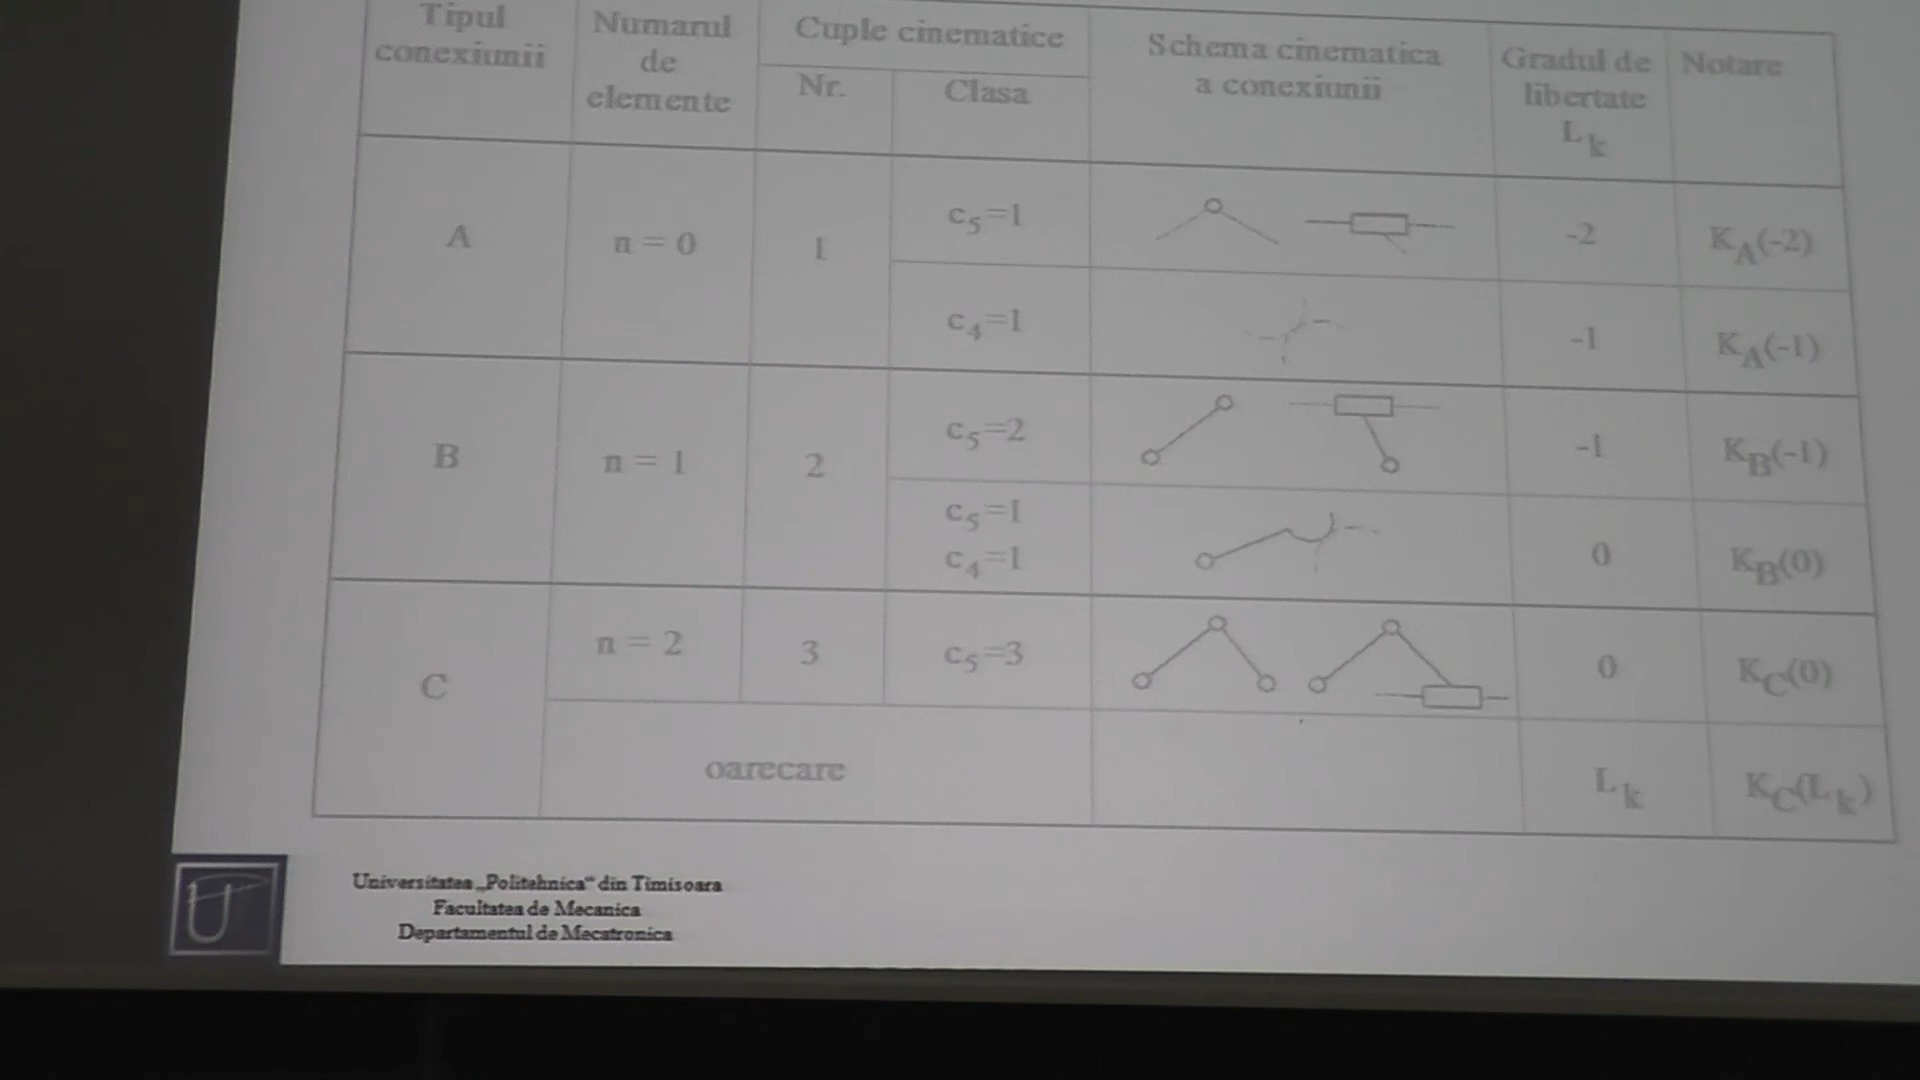 Tipul conexiunii
Numarul de elemente
Cuple cinematice
Nr.
Clasa
Schema cinematica a conexiunii
Gradul de libertate Lk
Notare
A
n = 0
1
c5=1
-2
KA(-2)
c4=1
-1
KA(-1)
B
n = 1
2
c5=2
-1
KB(-1)
c5=1
c4=1
0
KB(0)
C
n = 2
3
c5=3
0
KC(0)
oarecare
Lk
KC(Lk)
Universitatea „Politehnica“ din Timisoara
Facultatea de Mecanica
Departamentul de Mecatronica